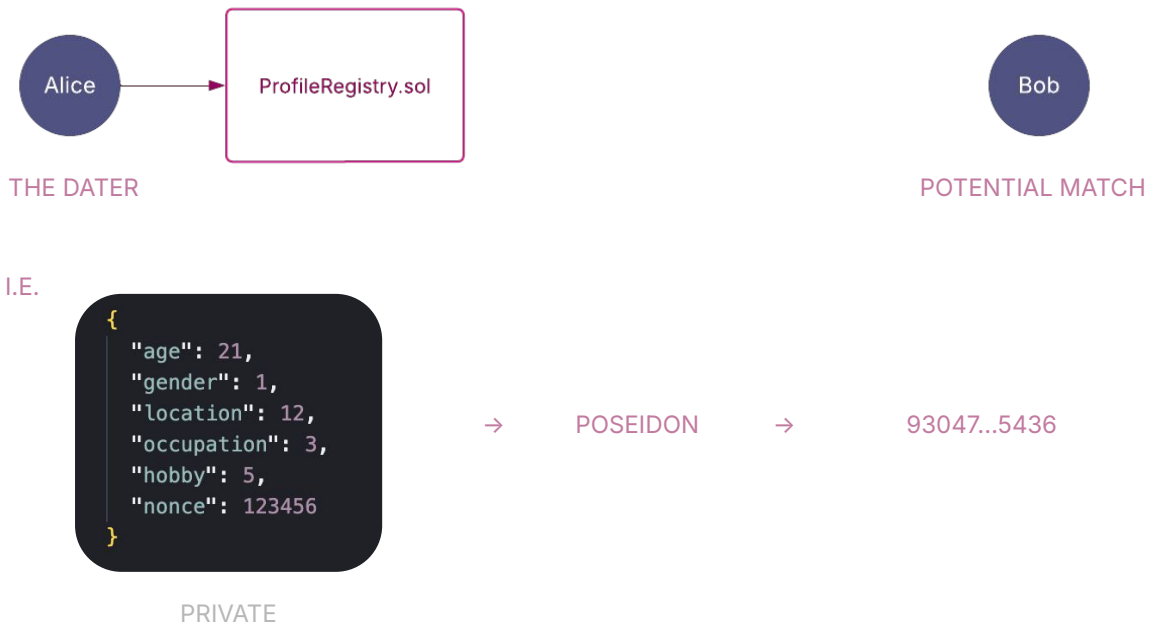 Alice
ProfileRegistry.sol
Bob
THE DATER
POTENTIAL MATCH
I.E.
{
"age": 21,
"gender": 1,
"location": 12,
"occupation": 3,
"hobby": 5,
"nonce": 123456
}
→ POSEIDON → 93047...5436
PRIVATE